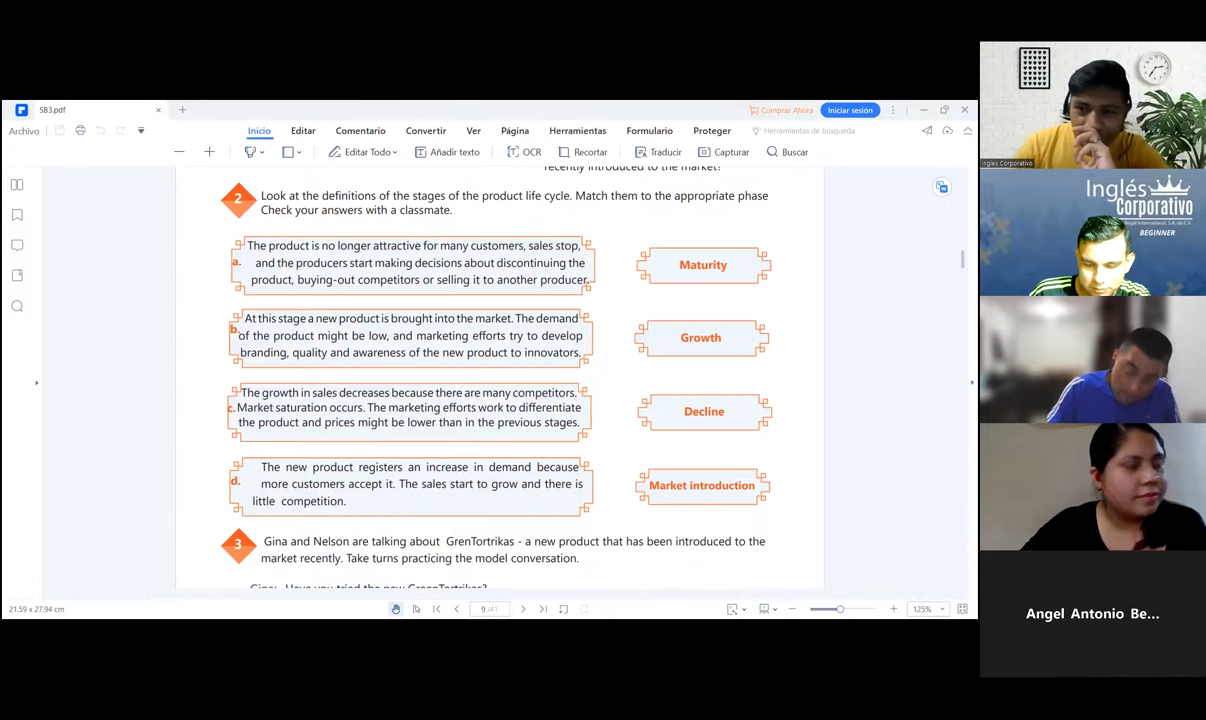 SB3.pdf
Comprar Ahora
Iniciar sesión
Archivo
Inicio
Editar
Comentario
Convertir
Ver
Página
Herramientas
Formulario
Proteger
Herramientas de búsqueda
Editar Todo
Añadir texto
OCR
Recortar
Traducir
Capturar
Buscar
recently introduced to the market?
2
Look at the definitions of the stages of the product life cycle. Match them to the appropriate phase
Check your answers with a classmate.
a.
The product is no longer attractive for many customers, sales stop,
and the producers start making decisions about discontinuing the
product, buying-out competitors or selling it to another producer.
Maturity
b.
At this stage a new product is brought into the market. The demand
of the product might be low, and marketing efforts try to develop
branding, quality and awareness of the new product to innovators.
Growth
c.
The growth in sales decreases because there are many competitors.
Market saturation occurs. The marketing efforts work to differentiate
the product and prices might be lower than in the previous stages.
Decline
d.
The new product registers an increase in demand because
more customers accept it. The sales start to grow and there is
little competition.
Market introduction
3
Gina and Nelson are talking about GrenTortrikas - a new product that has been introduced to the
market recently. Take turns practicing the model conversation.
Gina: Have you tried the new GreenTortrikas?
21.59 x 27.94 cm
9 /41
125%
Ingles Corporativo
Inglés
Corporativo
BEGINNER
Angel Antonio Be...